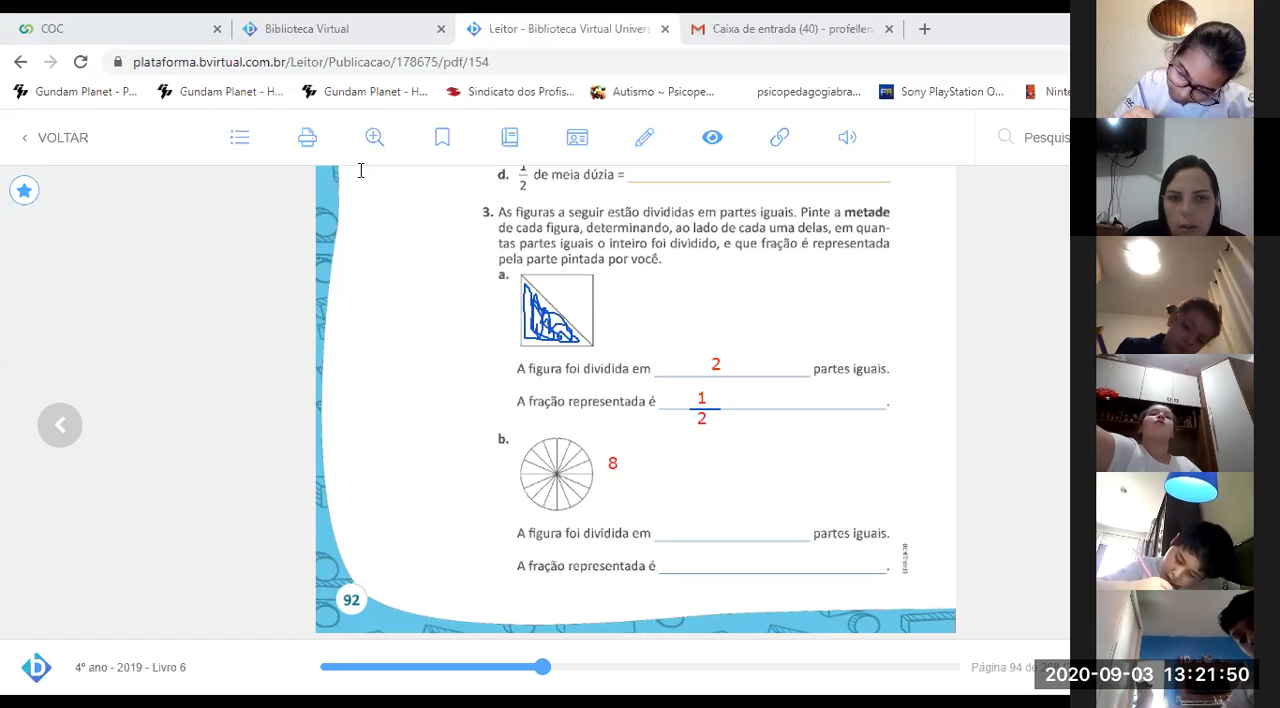 COC
Biblioteca Virtual
Leitor - Biblioteca Virtual Univers
Caixa de entrada (40) - profellen
plataforma.bvirtual.com.br/Leitor/Publicacao/178675/pdf/154
Gundam Planet - P...
Gundam Planet - H...
Gundam Planet - H...
Sindicato dos Profis...
Autismo ~ Psicope...
psicopedagogiabra...
Sony PlayStation O...
Ninte
VOLTAR
Pesquis
d. 1/2 de meia dúzia =
3. As figuras a seguir estão divididas em partes iguais. Pinte a metade
de cada figura, determinando, ao lado de cada uma delas, em quan-
tas partes iguais o inteiro foi dividido, e que fração é representada
pela parte pintada por você.
a.
A figura foi dividida em 2 partes iguais.
A fração representada é 1/2.
b.
8
A figura foi dividida em partes iguais.
A fração representada é .
92
4º ano - 2019 - Livro 6
Página 94 de
2020-09-03 13:21:50